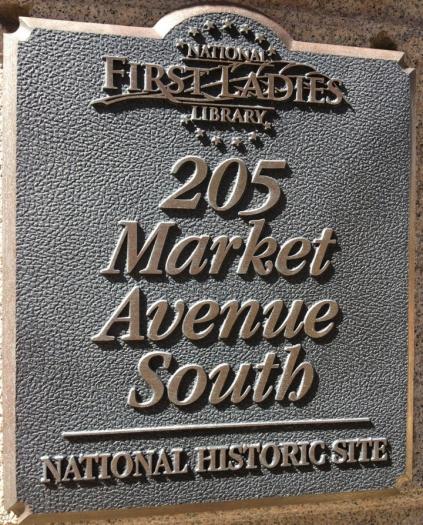 NATIONAL
FIRST LADIES
LIBRARY
205
Market
Avenue
South
NATIONAL HISTORIC SITE